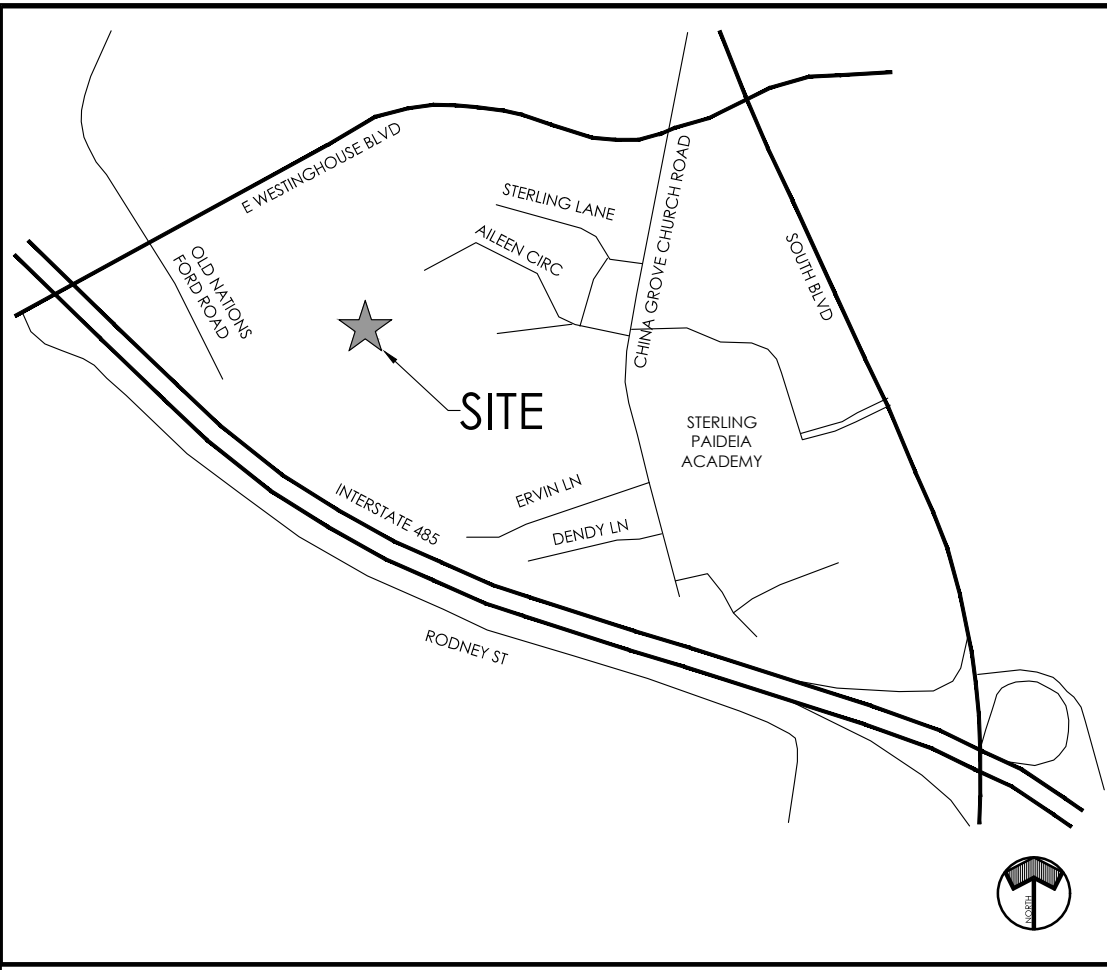 E WESTINGHOUSE BLVD
STERLING LANE
CHINA GROVE CHURCH ROAD
AILEEN CIRC
SOUTH BLVD
OLD NATIONS
FORD ROAD
SITE
STERLING
PAIDEIA
ACADEMY
INTERSTATE 485
ERVIN LN
DENDY LN
RODNEY ST
NORTH